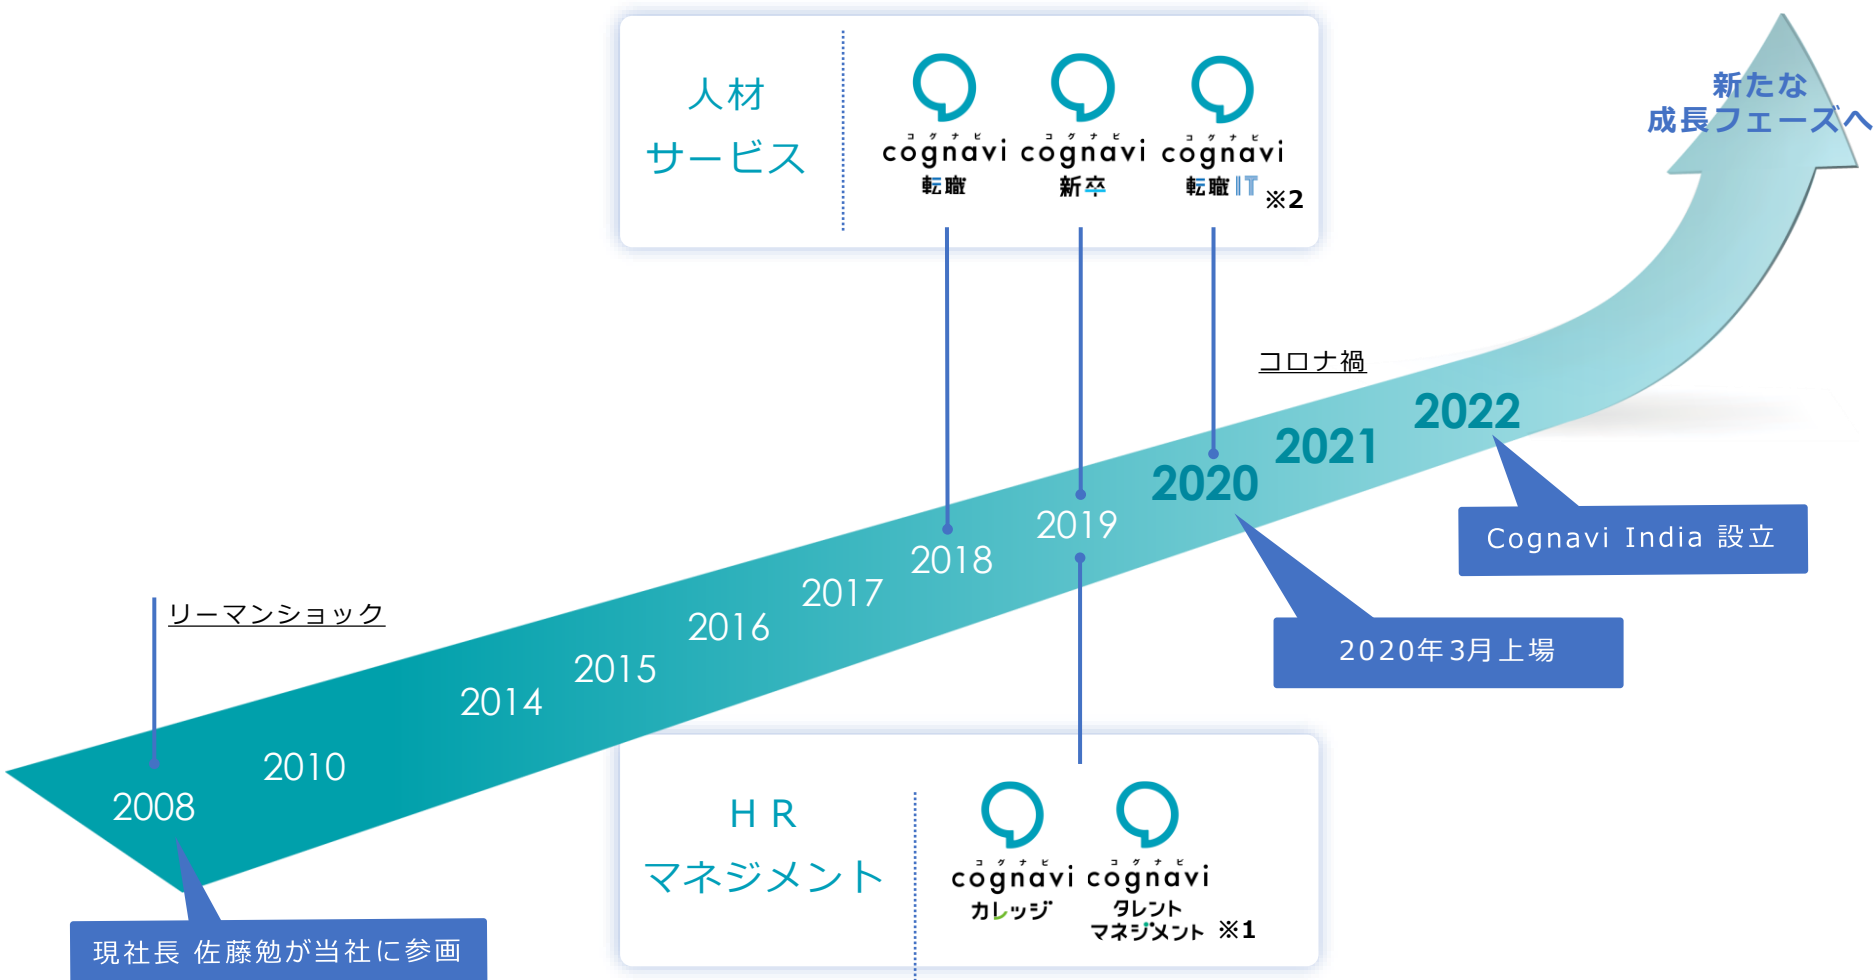 人材
サービス
コグナビ
cognavi
転職
コグナビ
cognavi
新卒
コグナビ
cognavi
転職IT
※2
新たな
成長フェーズへ
コロナ禍
2022
2021
2020
2019
2018
2017
2016
2015
2014
2010
2008
リーマンショック
Cognavi India 設立
2020年3月上場
現社長 佐藤勉が当社に参画
HR
マネジメント
コグナビ
cognavi
カレッジ
コグナビ
cognavi
タレント
マネジメント
※1